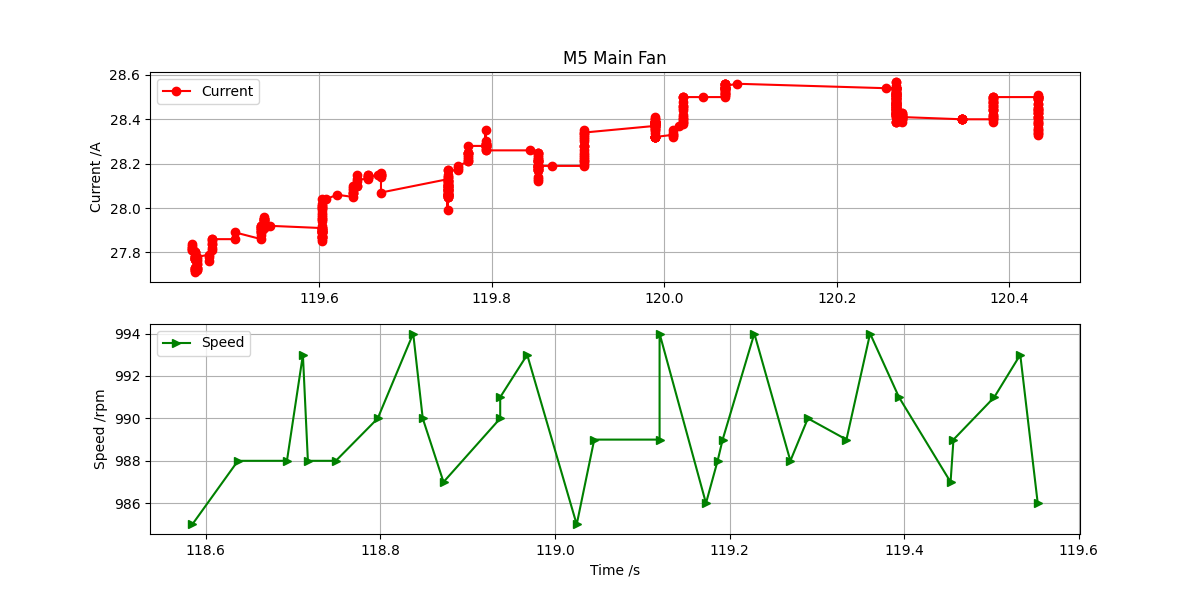 M5 Main Fan
28.6
28.4
28.2
28.0
27.8
Current /A
Current
119.6 119.8 120.0 120.2 120.4
994
992
990
988
986
Speed /rpm
Speed
118.6 118.8 119.0 119.2 119.4 119.6
Time /s